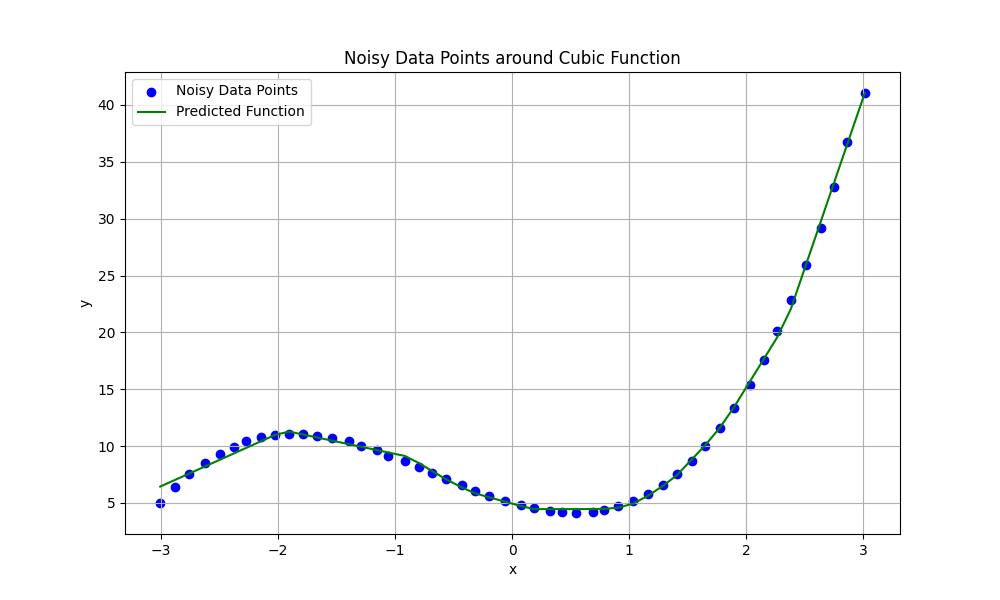 Noisy Data Points around Cubic Function
Noisy Data Points
Predicted Function
40
35
30
25
20
15
10
5
y
−3 −2 −1 0 1 2 3
x